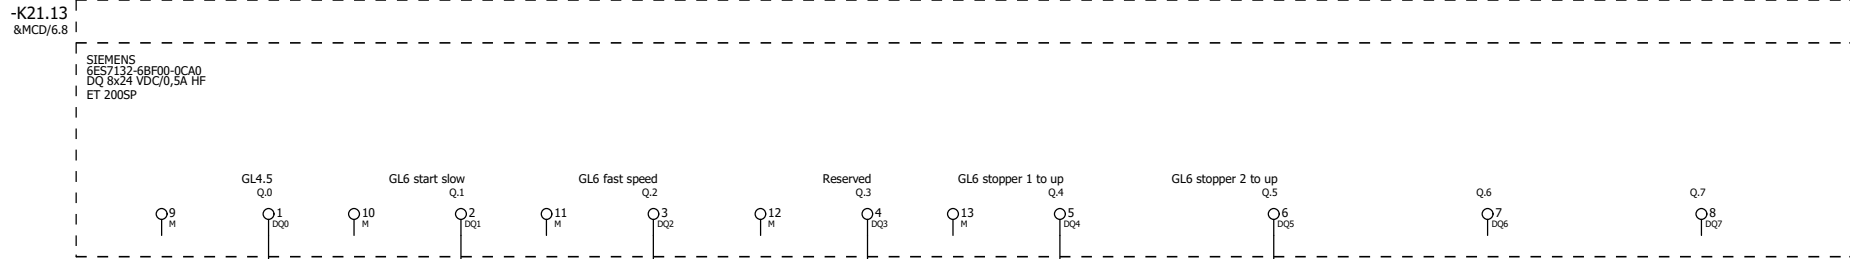 -K21.13
&MCD/6.8
SIEMENS
6ES7132-6BF00-0CA0
DQ 8x24 VDC/0,5A HF
ET 200SP
GL4.5 GL6 start slow GL6 fast speed Reserved GL6 stopper 1 to up GL6 stopper 2 to up
Q.0 Q.1 Q.2 Q.3 Q.4 Q.5 Q.6 Q.7
9 1 10 2 11 3 12 4 13 5 6 7 8
M DQ0 M DQ1 M DQ2 M DQ3 M DQ4 DQ5 DQ6 DQ7